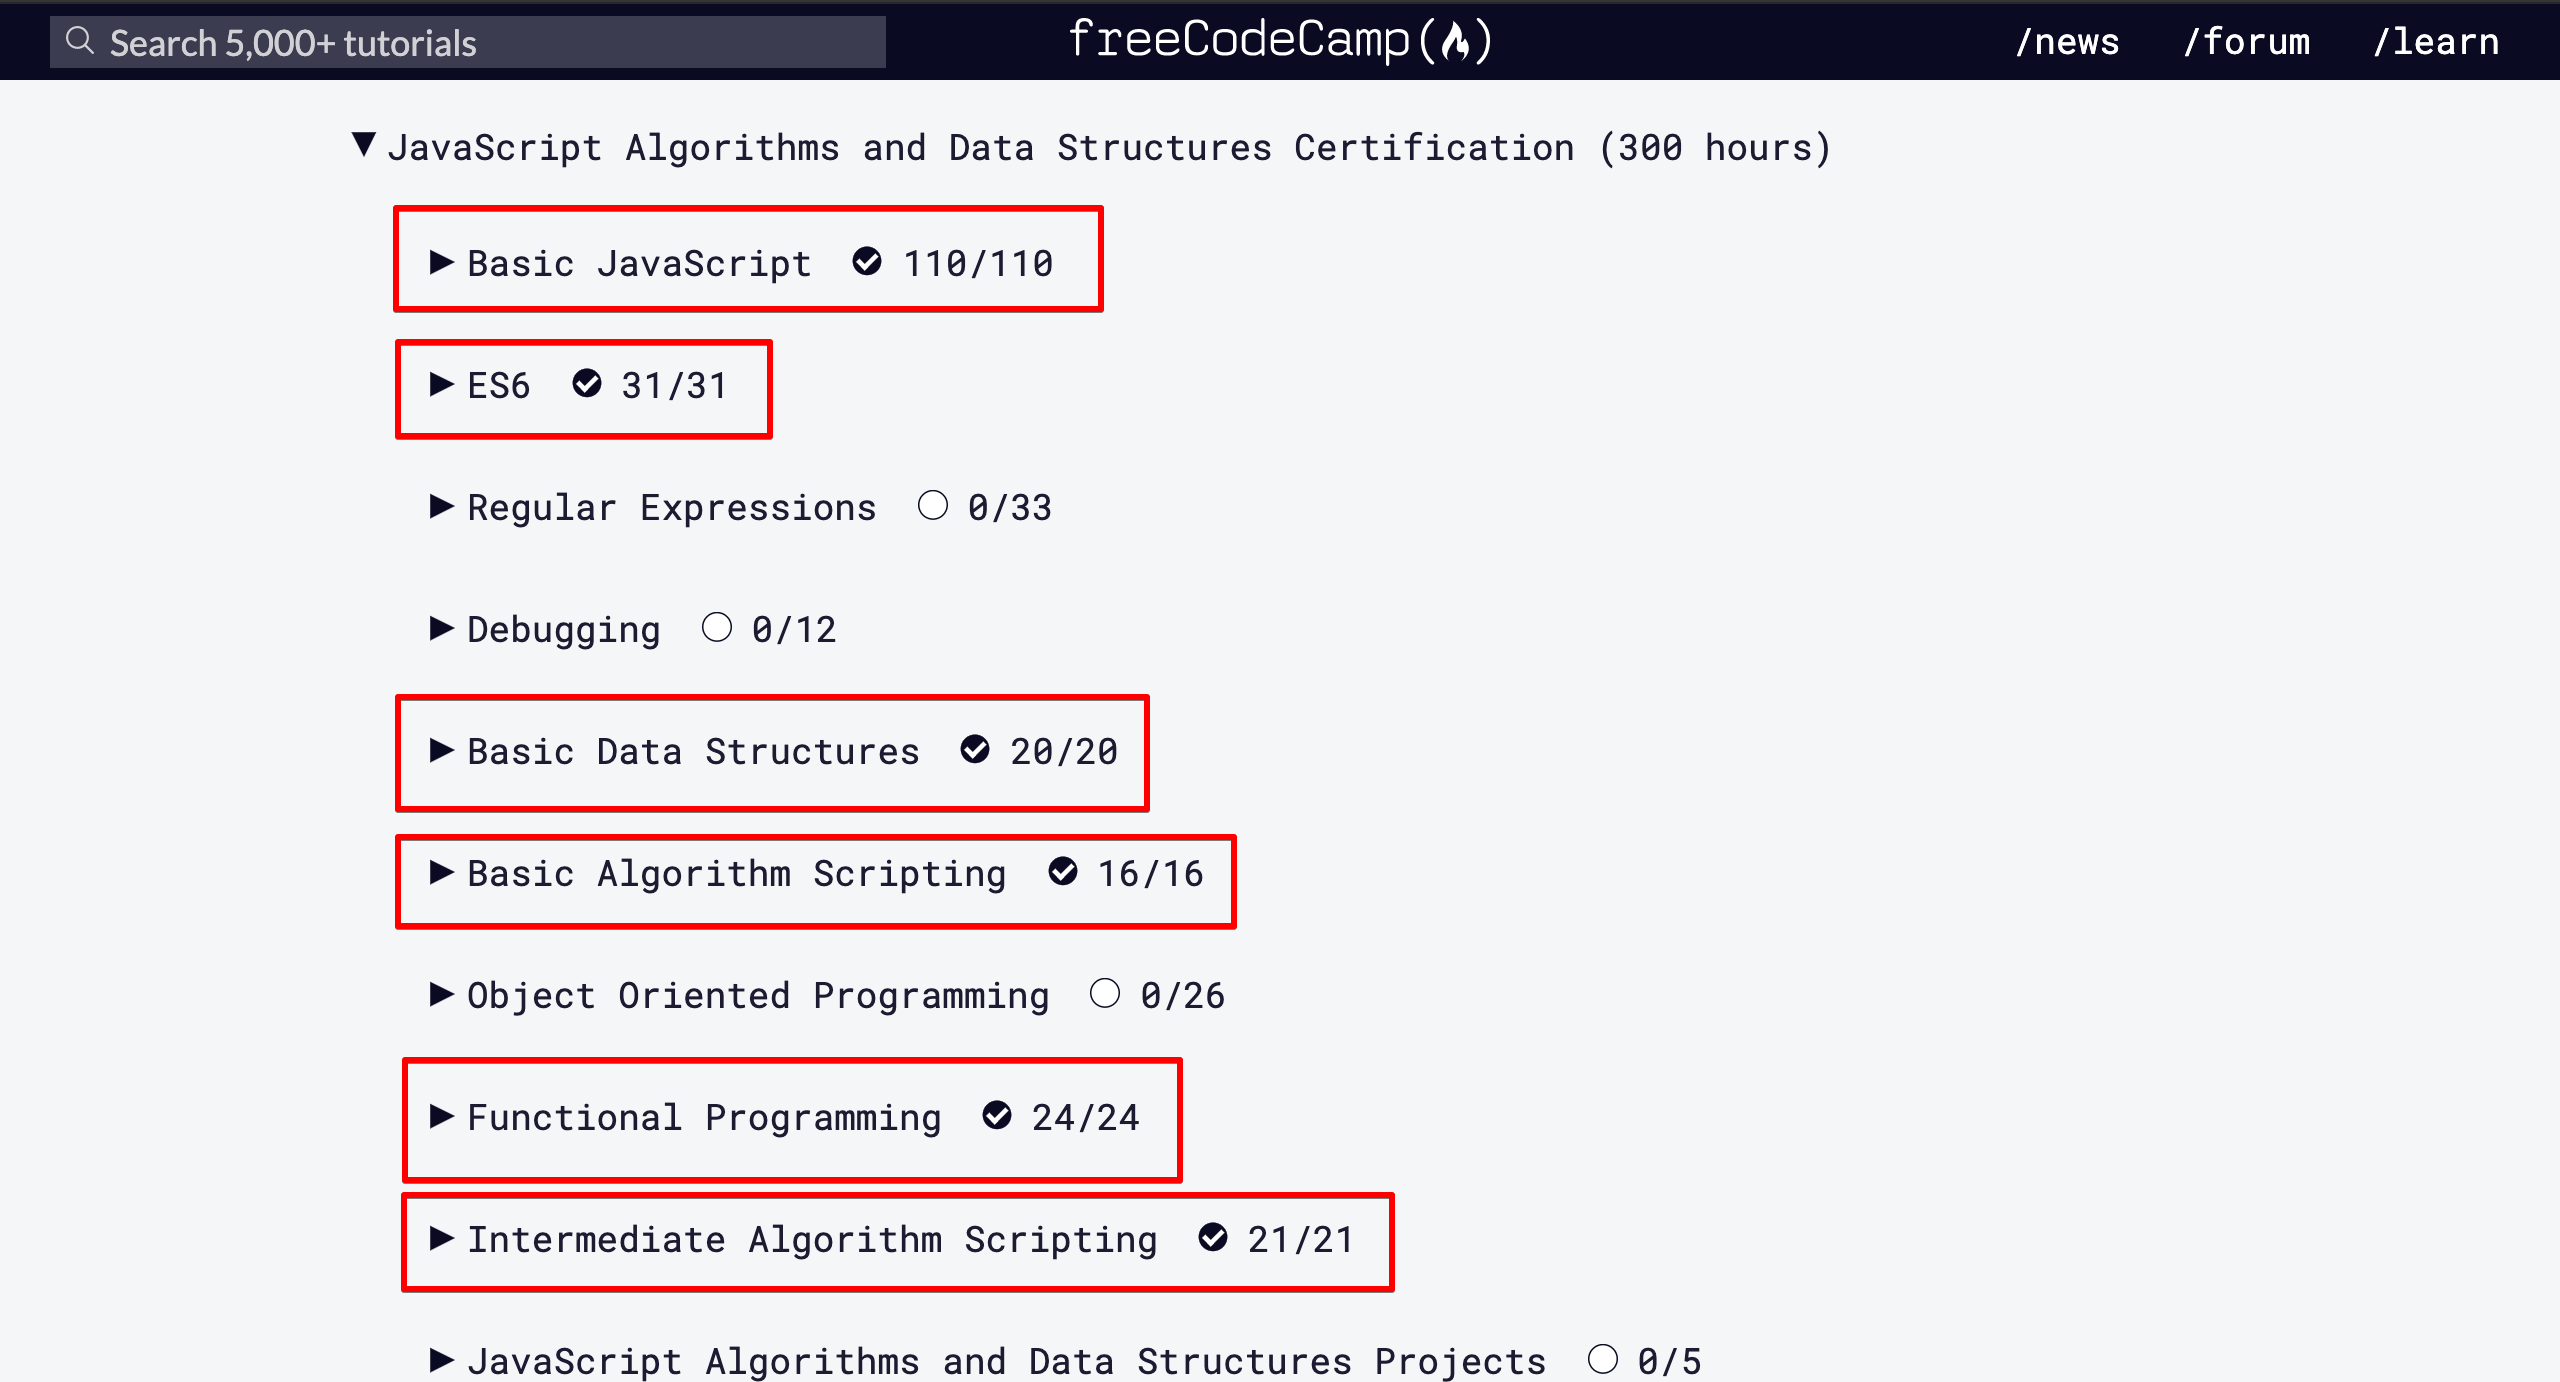 Search 5,000+ tutorials
freeCodeCamp
/news /forum /learn
JavaScript Algorithms and Data Structures Certification (300 hours)
Basic JavaScript 110/110
ES6 31/31
Regular Expressions 0/33
Debugging 0/12
Basic Data Structures 20/20
Basic Algorithm Scripting 16/16
Object Oriented Programming 0/26
Functional Programming 24/24
Intermediate Algorithm Scripting 21/21
JavaScript Algorithms and Data Structures Projects 0/5